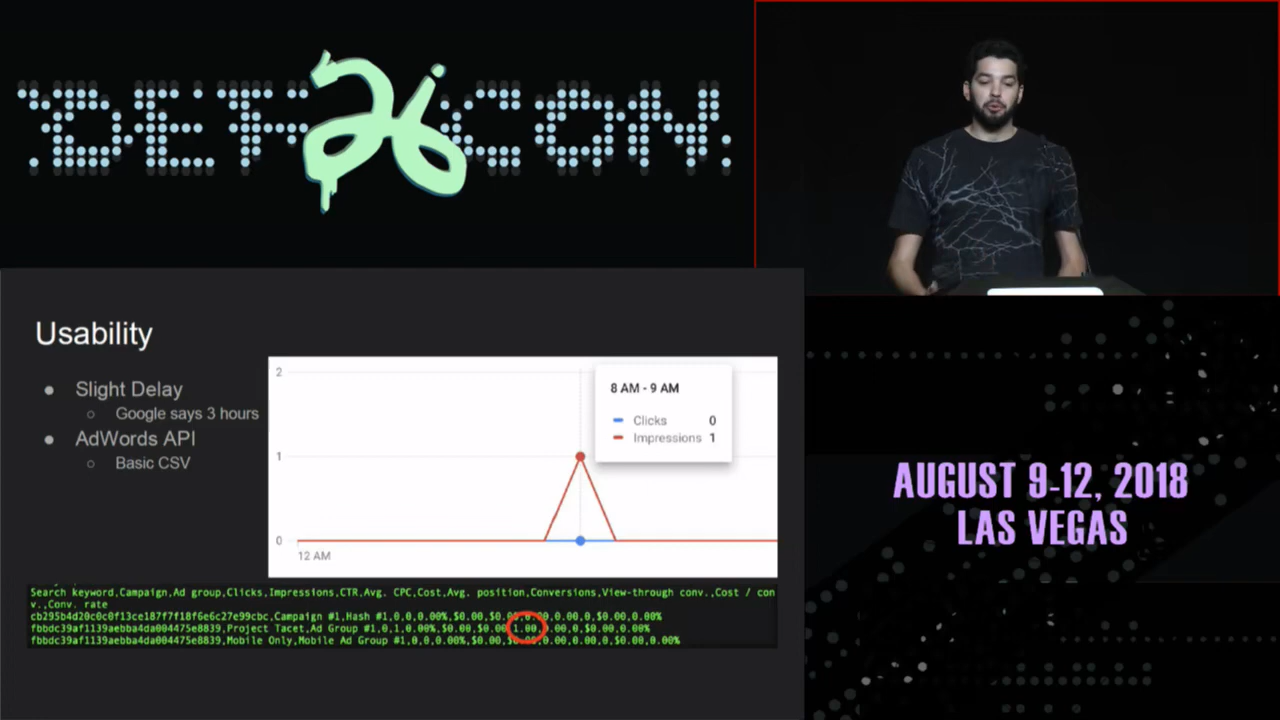 DEF CON 26
Usability
● Slight Delay
○ Google says 3 hours
● AdWords API
○ Basic CSV
2
1
0
12 AM
8 AM - 9 AM
Clicks 0
Impressions 1
Search keyword,Campaign,Ad group,Clicks,Impressions,CTR,Avg. CPC,Cost,Avg. position,Conversions,View-through conv.,Cost / con
v.,Conv. rate
cb295b4d20c0c0f13ce187f7f18f6e6c27e99cbc,Campaign #1,Hash #1,0,0,0.00%,$0.00,$0.00,0.00,0.00,0,$0.00,0.00%
fbbdc39af1139aebba4da004475e8839,Project Tacet,Ad Group #1,0,1,0.00%,$0.00,$0.00,1.00,0.00,0,$0.00,0.00%
fbbdc39af1139aebba4da004475e8839,Mobile Only,Mobile Ad Group #1,0,0,0.00%,$0.00,$0.00,0.00,0.00,0,$0.00,0.00%
AUGUST 9-12, 2018
LAS VEGAS